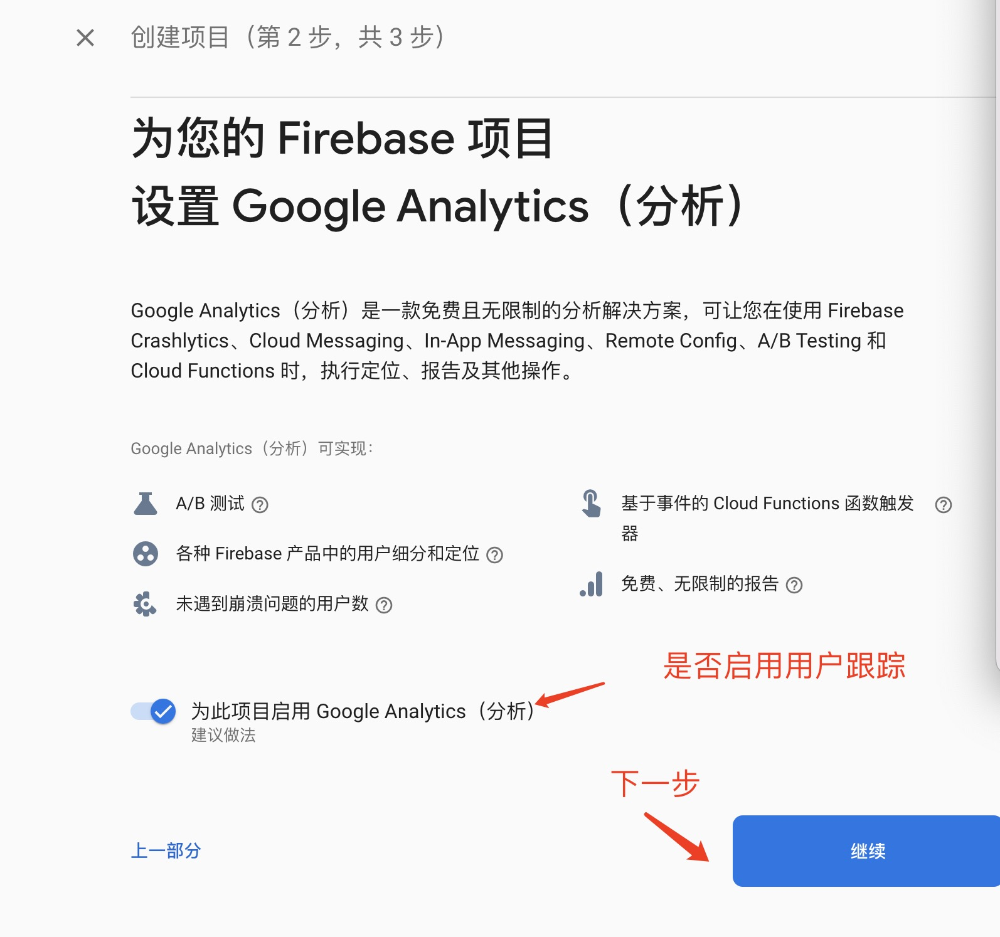 创建项目（第 2 步，共 3 步）
为您的 Firebase 项目
设置 Google Analytics（分析）
Google Analytics（分析）是一款免费且无限制的分析解决方案，可让您在使用 Firebase
Crashlytics、Cloud Messaging、In-App Messaging、Remote Config、A/B Testing 和
Cloud Functions 时，执行定位、报告及其他操作。
Google Analytics（分析）可实现：
A/B 测试
各种 Firebase 产品中的用户细分和定位
未遇到崩溃问题的用户数
基于事件的 Cloud Functions 函数触发
器
免费、无限制的报告
是否启用用户跟踪
为此项目启用 Google Analytics（分析）
建议做法
下一步
上一部分
继续